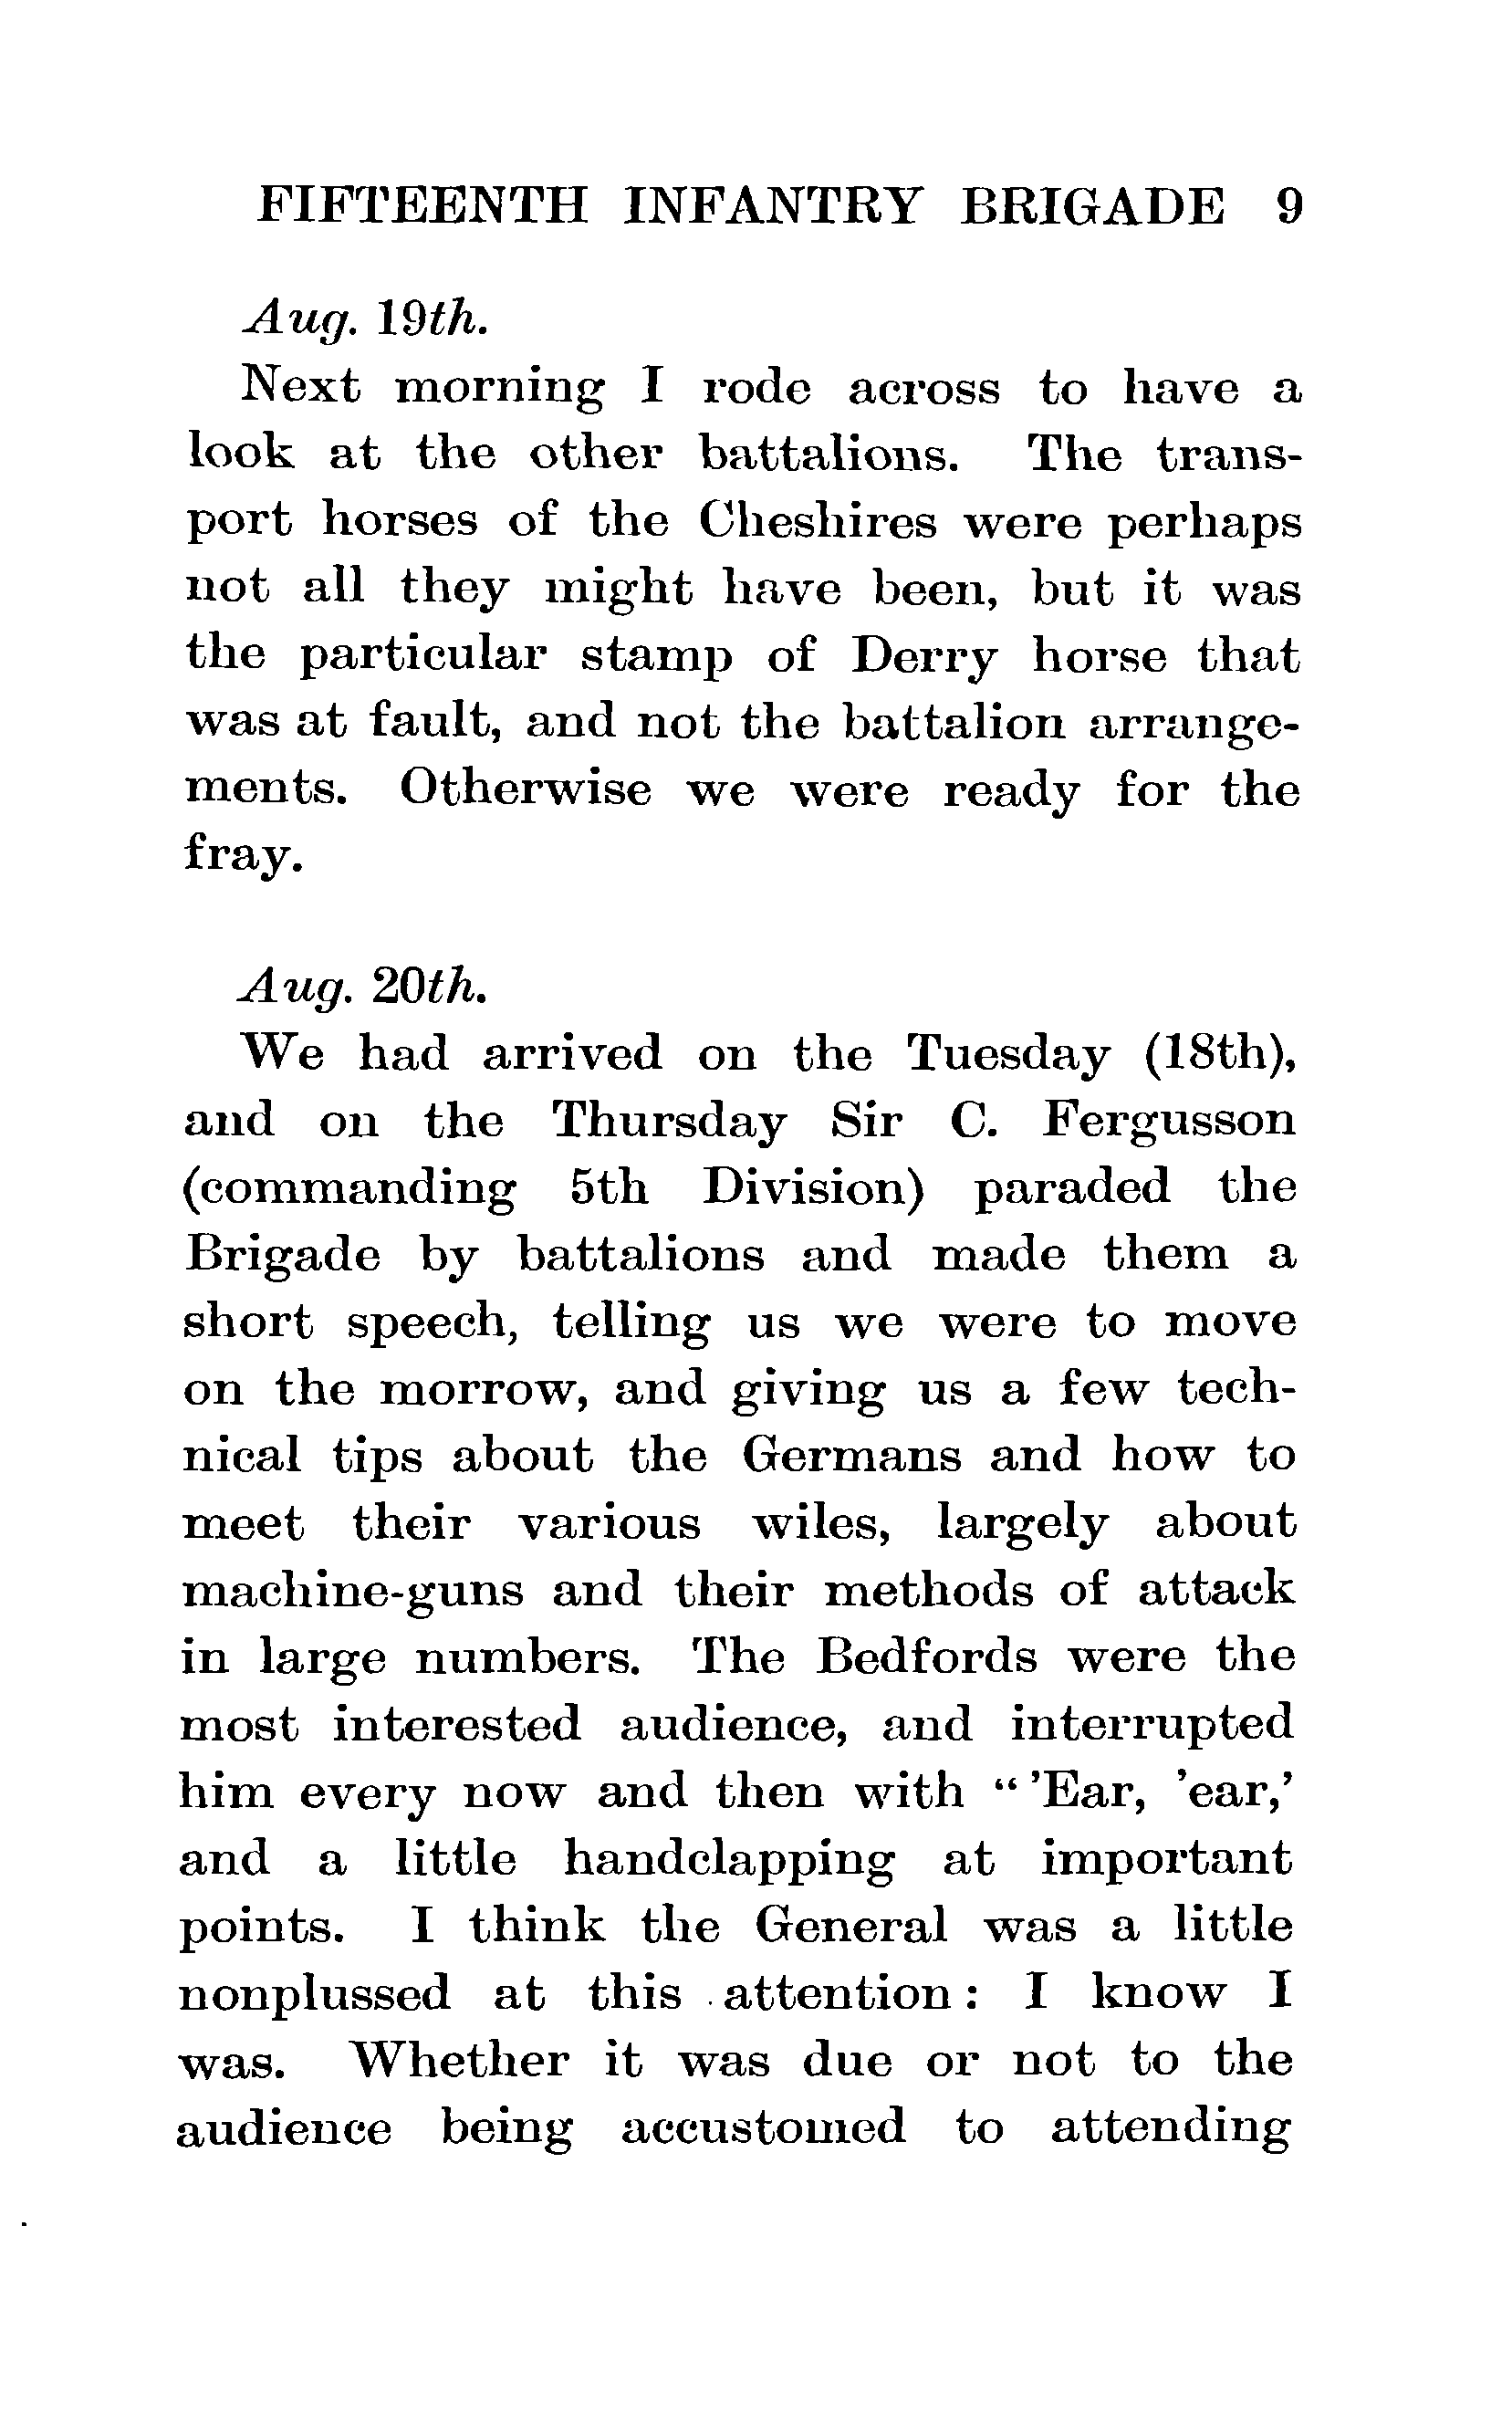 FIFTEENTH INFANTRY BRIGADE 9
Aug. 19th.
Next morning I rode across to have a
look at the other battalions. The trans-
port horses of the Cheshires were perhaps
not all they might have been, but it was
the particular stamp of Derry horse that
was at fault, and not the battalion arrange-
ments. Otherwise we were ready for the
fray.
Aug. 20th.
We had arrived on the Tuesday (18th),
and on the Thursday Sir C. Fergusson
(commanding 5th Division) paraded the
Brigade by battalions and made them a
short speech, telling us we were to move
on the morrow, and giving us a few tech-
nical tips about the Germans and how to
meet their various wiles, largely about
machine-guns and their methods of attack
in large numbers. The Bedfords were the
most interested audience, and interrupted
him every now and then with “ ’Ear, ’ear,’
and a little handclapping at important
points. I think the General was a little
nonplussed at this attention: I know I
was. Whether it was due or not to the
audience being accustomed to attending